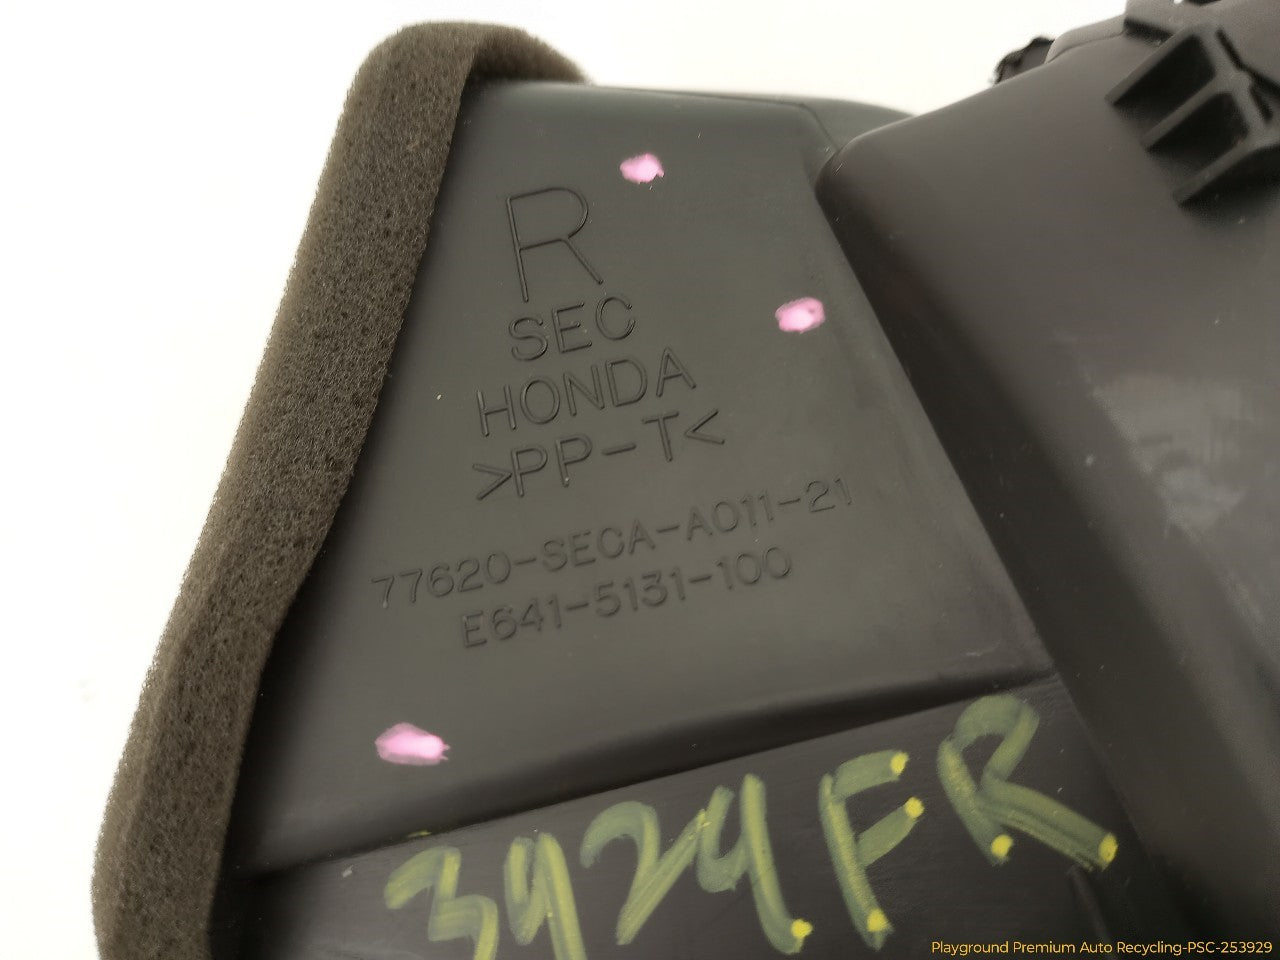 R
SEC
HONDA
>PP-T<
77620-SECA-A011-21
E641-5131-100
3924FR
Playground Premium Auto Recycling-PSC-253929